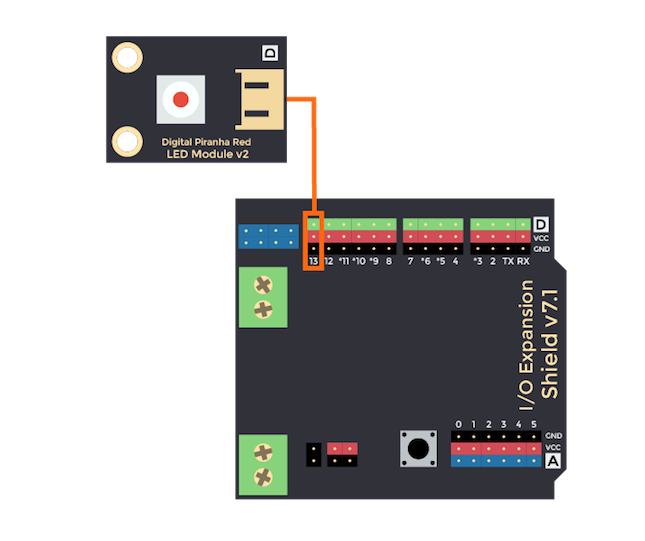 D
Digital Piranha Red
LED Module v2
D
VCC
GND
13 12 *11 *10 *9 8 7 *6 *5 4 *3 2 TX RX
I/O Expansion
Shield v7.1
0 1 2 3 4 5
GND
VCC
A